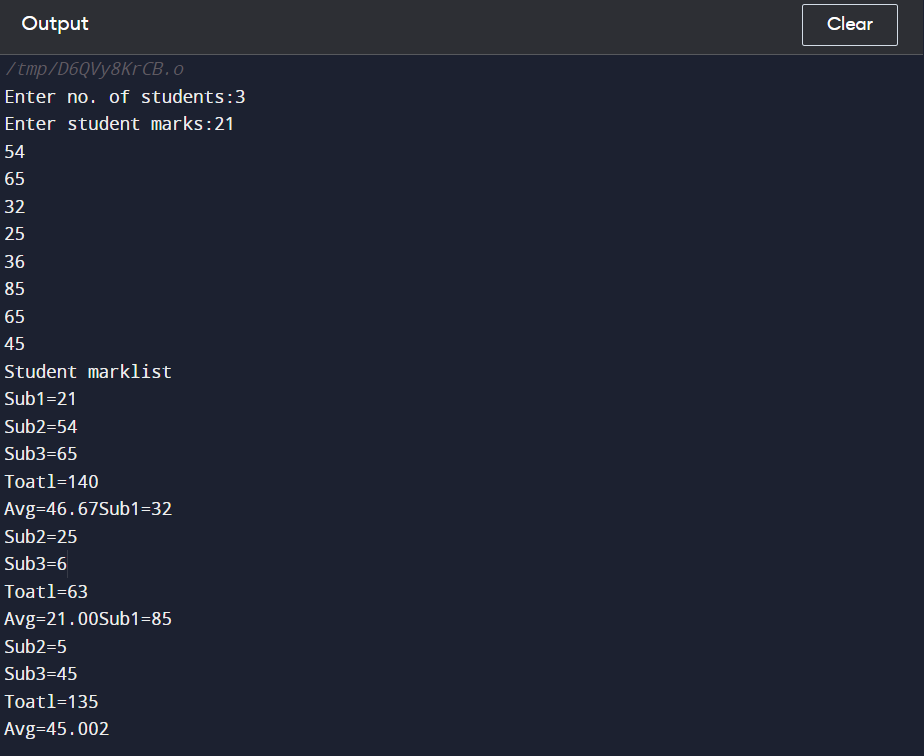 Output
Clear
/tmp/D6QVy8KrCB.o
Enter no. of students:3
Enter student marks:21
54
65
32
25
36
85
65
45
Student marklist
Sub1=21
Sub2=54
Sub3=65
Toatl=140
Avg=46.67Sub1=32
Sub2=25
Sub3=6
Toatl=63
Avg=21.00Sub1=85
Sub2=5
Sub3=45
Toatl=135
Avg=45.002